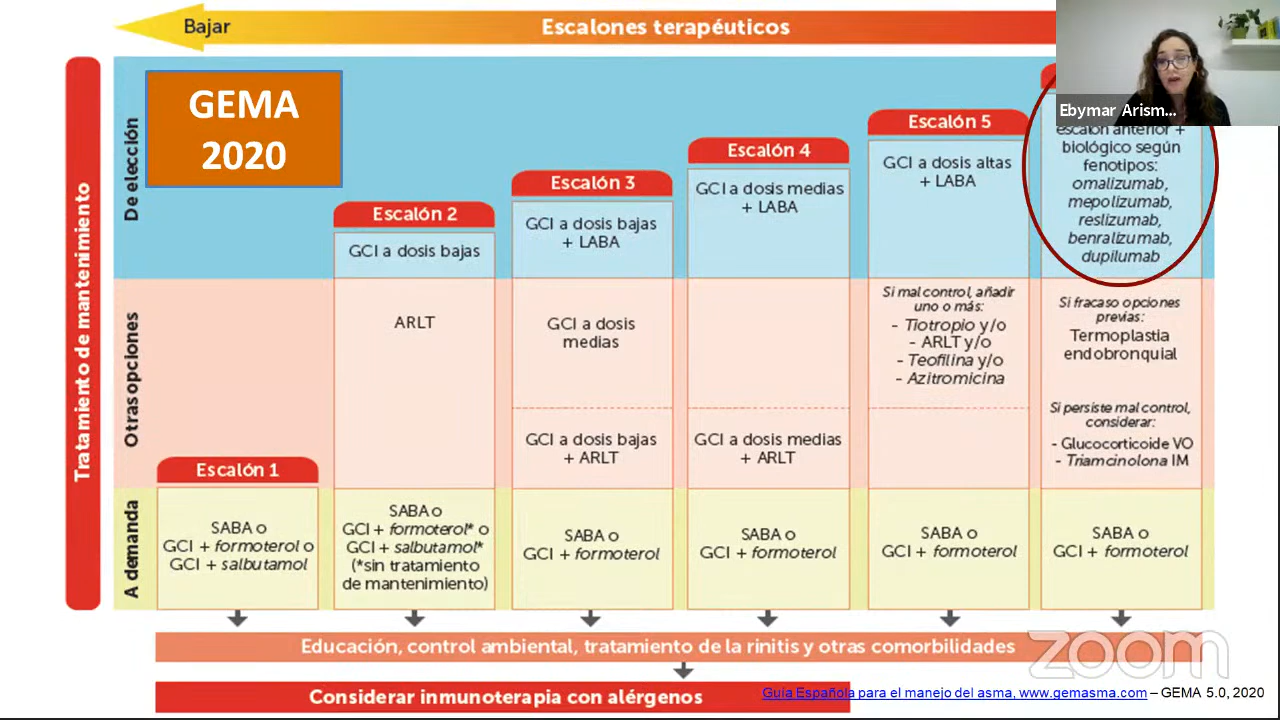 Bajar
Escalones terapéuticos
Ebymar Arism...
GEMA
2020
Tratamiento de mantenimiento
De elección
Otras opciones
A demanda
Escalón 1
SABA o
GCI + formoterol o
GCI + salbutamol
Escalón 2
GCI a dosis bajas
ARLT
SABA o
GCI + formoterol* o
GCI + salbutamol*
(*sin tratamiento
de mantenimiento)
Escalón 3
GCI a dosis bajas
+ LABA
GCI a dosis
medias
GCI a dosis bajas
+ ARLT
SABA o
GCI + formoterol
Escalón 4
GCI a dosis medias
+ LABA
GCI a dosis medias
+ ARLT
SABA o
GCI + formoterol
Escalón 5
GCI a dosis altas
+ LABA
Si mal control, añadir
uno o más:
- Tiotropio y/o
- ARLT y/o
- Teofilina y/o
- Azitromicina
SABA o
GCI + formoterol
escalón anterior +
biológico según
fenotipos:
omalizumab,
mepolizumab,
reslizumab,
benralizumab,
dupilumab
Si fracaso opciones
previas:
Termoplastia
endobronquial
Si persiste mal control,
considerar:
- Glucocorticoide VO
- Triamcinolona IM
SABA o
GCI + formoterol
Educación, control ambiental, tratamiento de la rinitis y otras comorbilidades
zoom
Considerar inmunoterapia con alérgenos
Guía Española para el manejo del asma, www.gemasma.com – GEMA 5.0, 2020